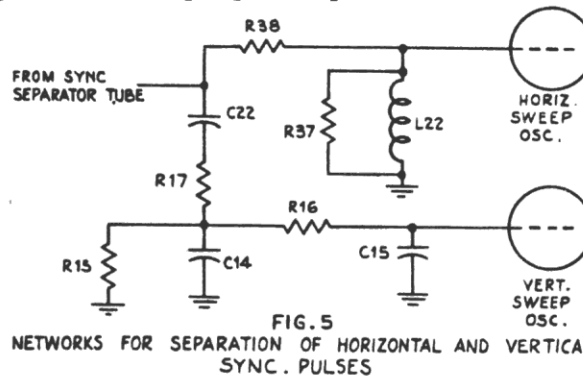 R38
FROM SYNC
SEPARATOR TUBE
C22
R37
L22
HORIZ.
SWEEP
OSC.
R17
R16
R15
C14
C15
VERT.
SWEEP
OSC.
FIG. 5
NETWORKS FOR SEPARATION OF HORIZONTAL AND VERTICA
SYNC. PULSES